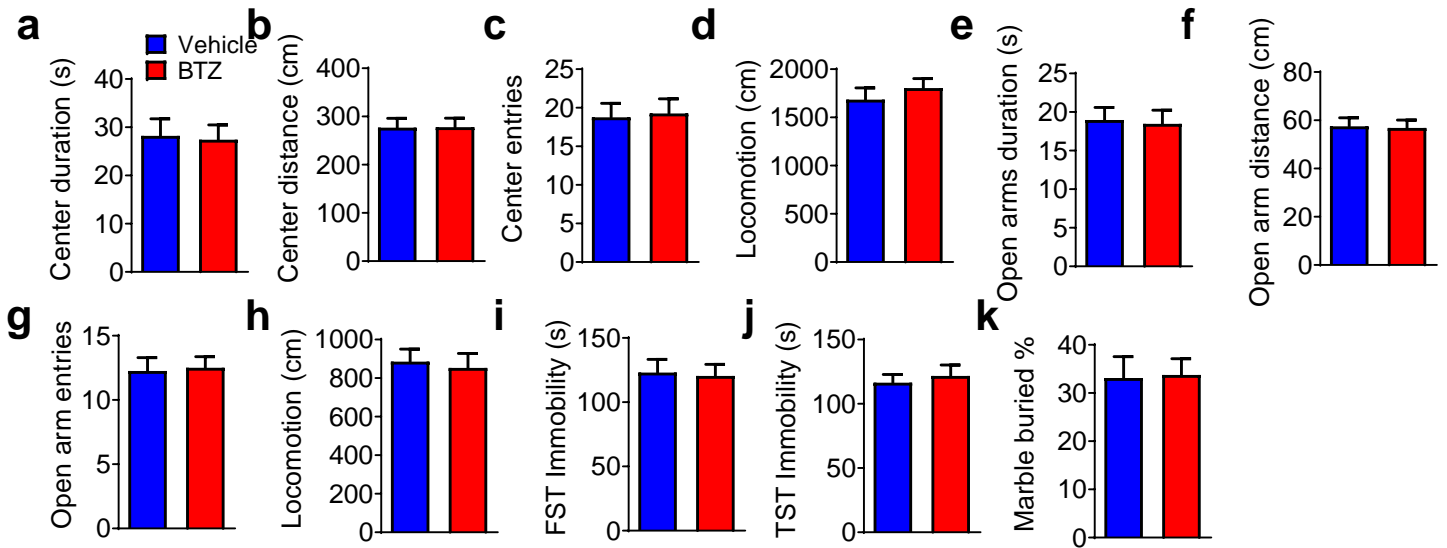 a
Vehicle
BTZ
Center duration (s)
40
30
20
10
0
b
Center distance (cm)
400
300
200
100
0
c
Center entries
25
20
15
10
5
0
d
Locomotion (cm)
2000
1500
1000
500
0
e
Open arms duration (s)
25
20
15
10
5
0
f
Open arm distance (cm)
80
60
40
20
0
g
Open arm entries
15
10
5
0
h
Locomotion (cm)
1000
800
600
400
200
0
i
FST Immobility (s)
150
100
50
0
j
TST Immobility (s)
150
100
50
0
k
Marble buried %
40
30
20
10
0